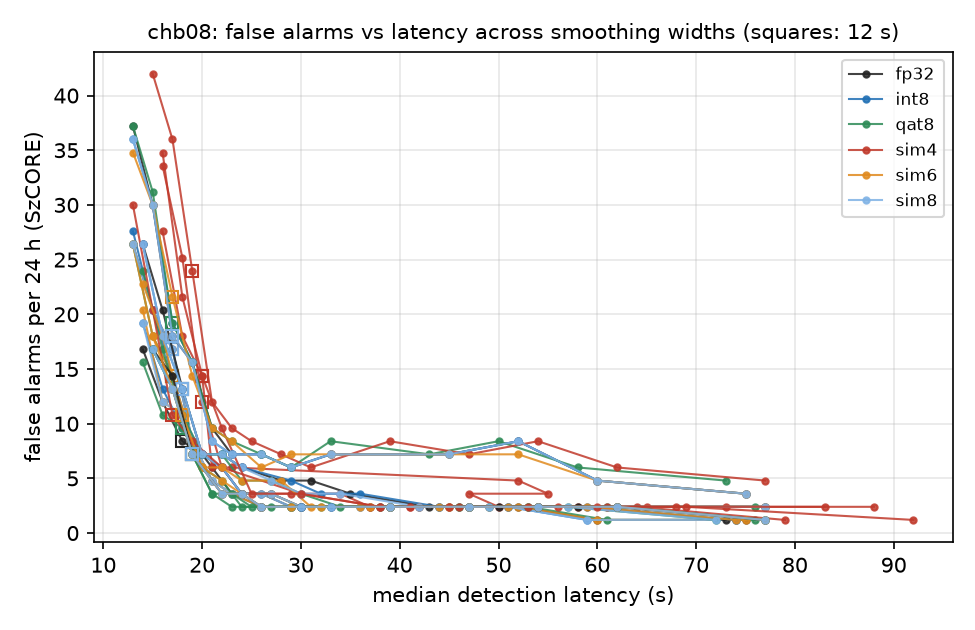 chb08: false alarms vs latency across smoothing widths (squares: 12 s)
false alarms per 24 h (SzCORE)
40
35
30
25
20
15
10
5
0
fp32
int8
qat8
sim4
sim6
sim8
10 20 30 40 50 60 70 80 90
median detection latency (s)